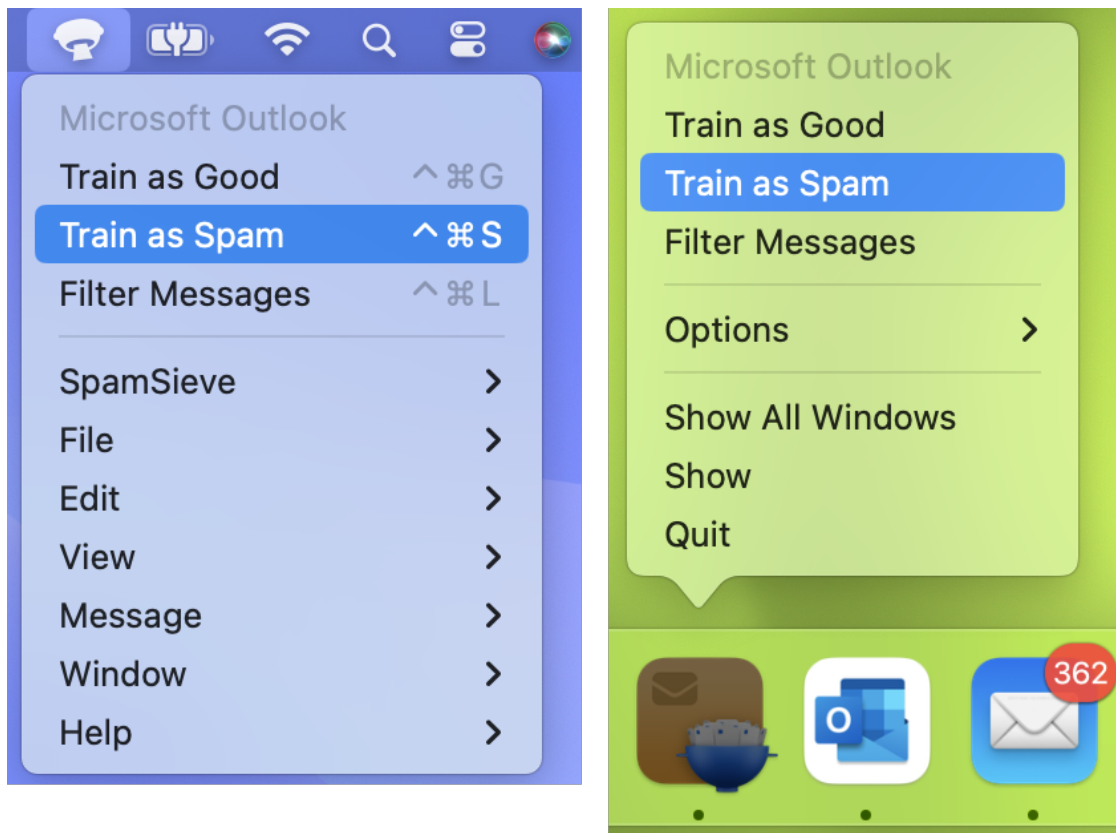 Microsoft Outlook
Train as Good ^⌘G
Train as Spam ^⌘S
Filter Messages ^⌘L
SpamSieve
File
Edit
View
Message
Window
Help
Microsoft Outlook
Train as Good
Train as Spam
Filter Messages
Options
Show All Windows
Show
Quit
O
362